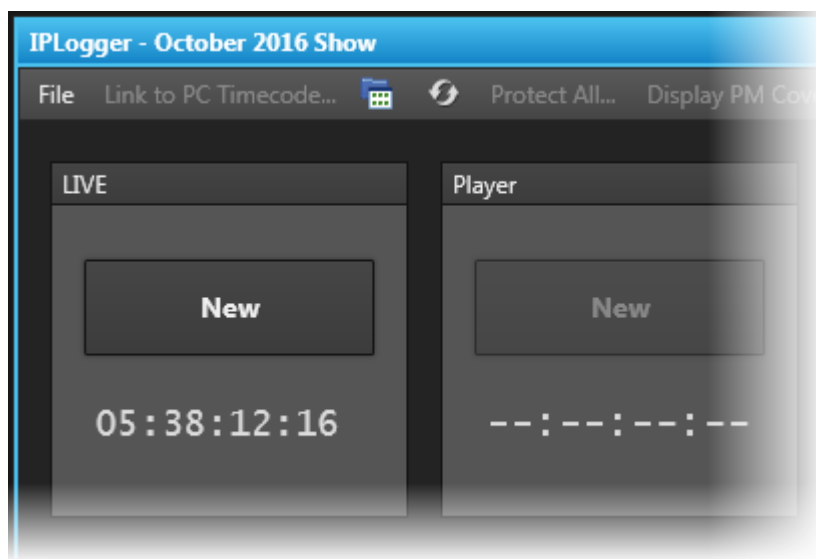 IPLogger - October 2016 Show
File Link to PC Timecode... Protect All... Display PM
LIVE
Player
New
New
05:38:12:16
--:--:--:--